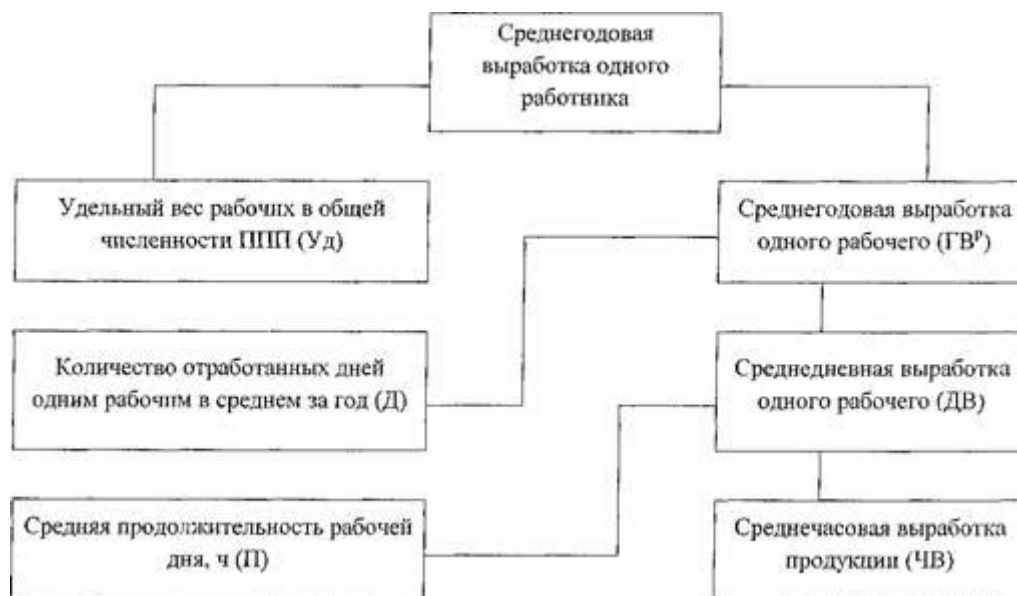 Среднегодовая
выработка одного
работника
Удельный вес рабочих в общей
численности ППП (Уд)
Среднегодовая выработка
одного рабочего (ГВᵖ)
Количество отработанных дней
одним рабочим в среднем за год (Д)
Среднедневная выработка
одного рабочего (ДВ)
Средняя продолжительность рабочей
дня, ч (П)
Среднечасовая выработка
продукции (ЧВ)